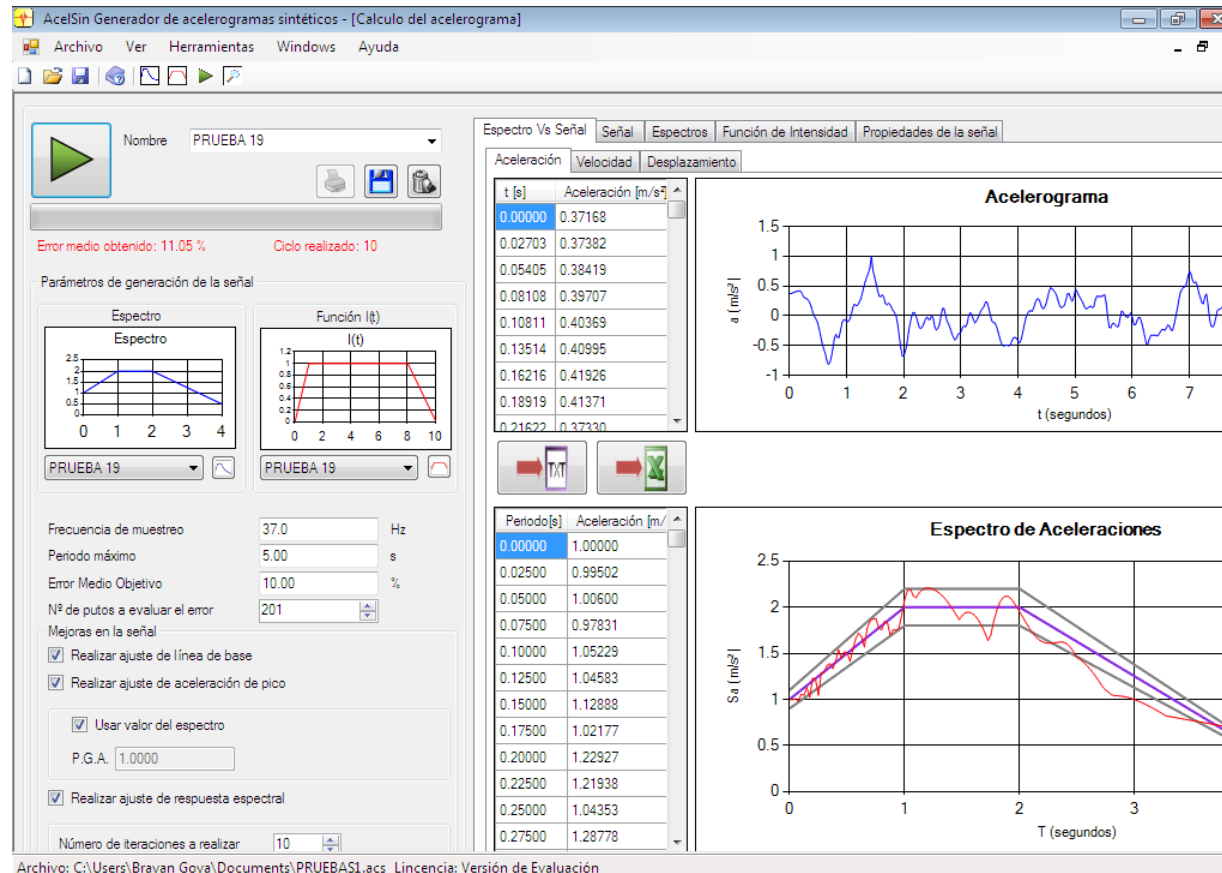 AcelSin Generador de acelerogramas sintéticos - [Calculo del acelerograma]
Archivo Ver Herramientas Windows Ayuda
Nombre PRUEBA 19
Error medio obtenido: 11.05 % Ciclo realizado: 10
Parámetros de generación de la señal
Espectro
Espectro
2.5
2
1.5
1
0.5
0
0 1 2 3 4
PRUEBA 19
Función I(t)
I(t)
1.2
1
0.8
0.6
0.4
0.2
0
0 2 4 6 8 10
PRUEBA 19
Frecuencia de muestreo 37.0 Hz
Periodo máximo 5.00 s
Error Medio Objetivo 10.00 %
Nº de putos a evaluar el error 201
Mejoras en la señal
Realizar ajuste de línea de base
Realizar ajuste de aceleración de pico
Usar valor del espectro
P.G.A. 1.0000
Realizar ajuste de respuesta espectral
Número de iteraciones a realizar 10
Espectro Vs Señal Señal Espectros Función de Intensidad Propiedades de la señal
Aceleración Velocidad Desplazamiento
t [s] Aceleración [m/s²]
0.00000 0.37168
0.02703 0.37382
0.05405 0.38419
0.08108 0.39707
0.10811 0.40369
0.13514 0.40995
0.16216 0.41926
0.18919 0.41371
0.21622 0.37330
Acelerograma
1.5
1
0.5
0
-0.5
-1
a ( m/s²|
0 1 2 3 4 5 6 7
t (segundos)
TXT
Periodo[s] Aceleración [m/
0.00000 1.00000
0.02500 0.99502
0.05000 1.00600
0.07500 0.97831
0.10000 1.05229
0.12500 1.04583
0.15000 1.12888
0.17500 1.02177
0.20000 1.22927
0.22500 1.21938
0.25000 1.04353
0.27500 1.28778
Espectro de Aceleraciones
2.5
2
1.5
1
0.5
0
Sa ( m/s²|
0 1 2 3
T (segundos)
Archivo: C:\Users\Brayan Goya\Documents\PRUEBAS1.acs Lincencia: Versión de Evaluación